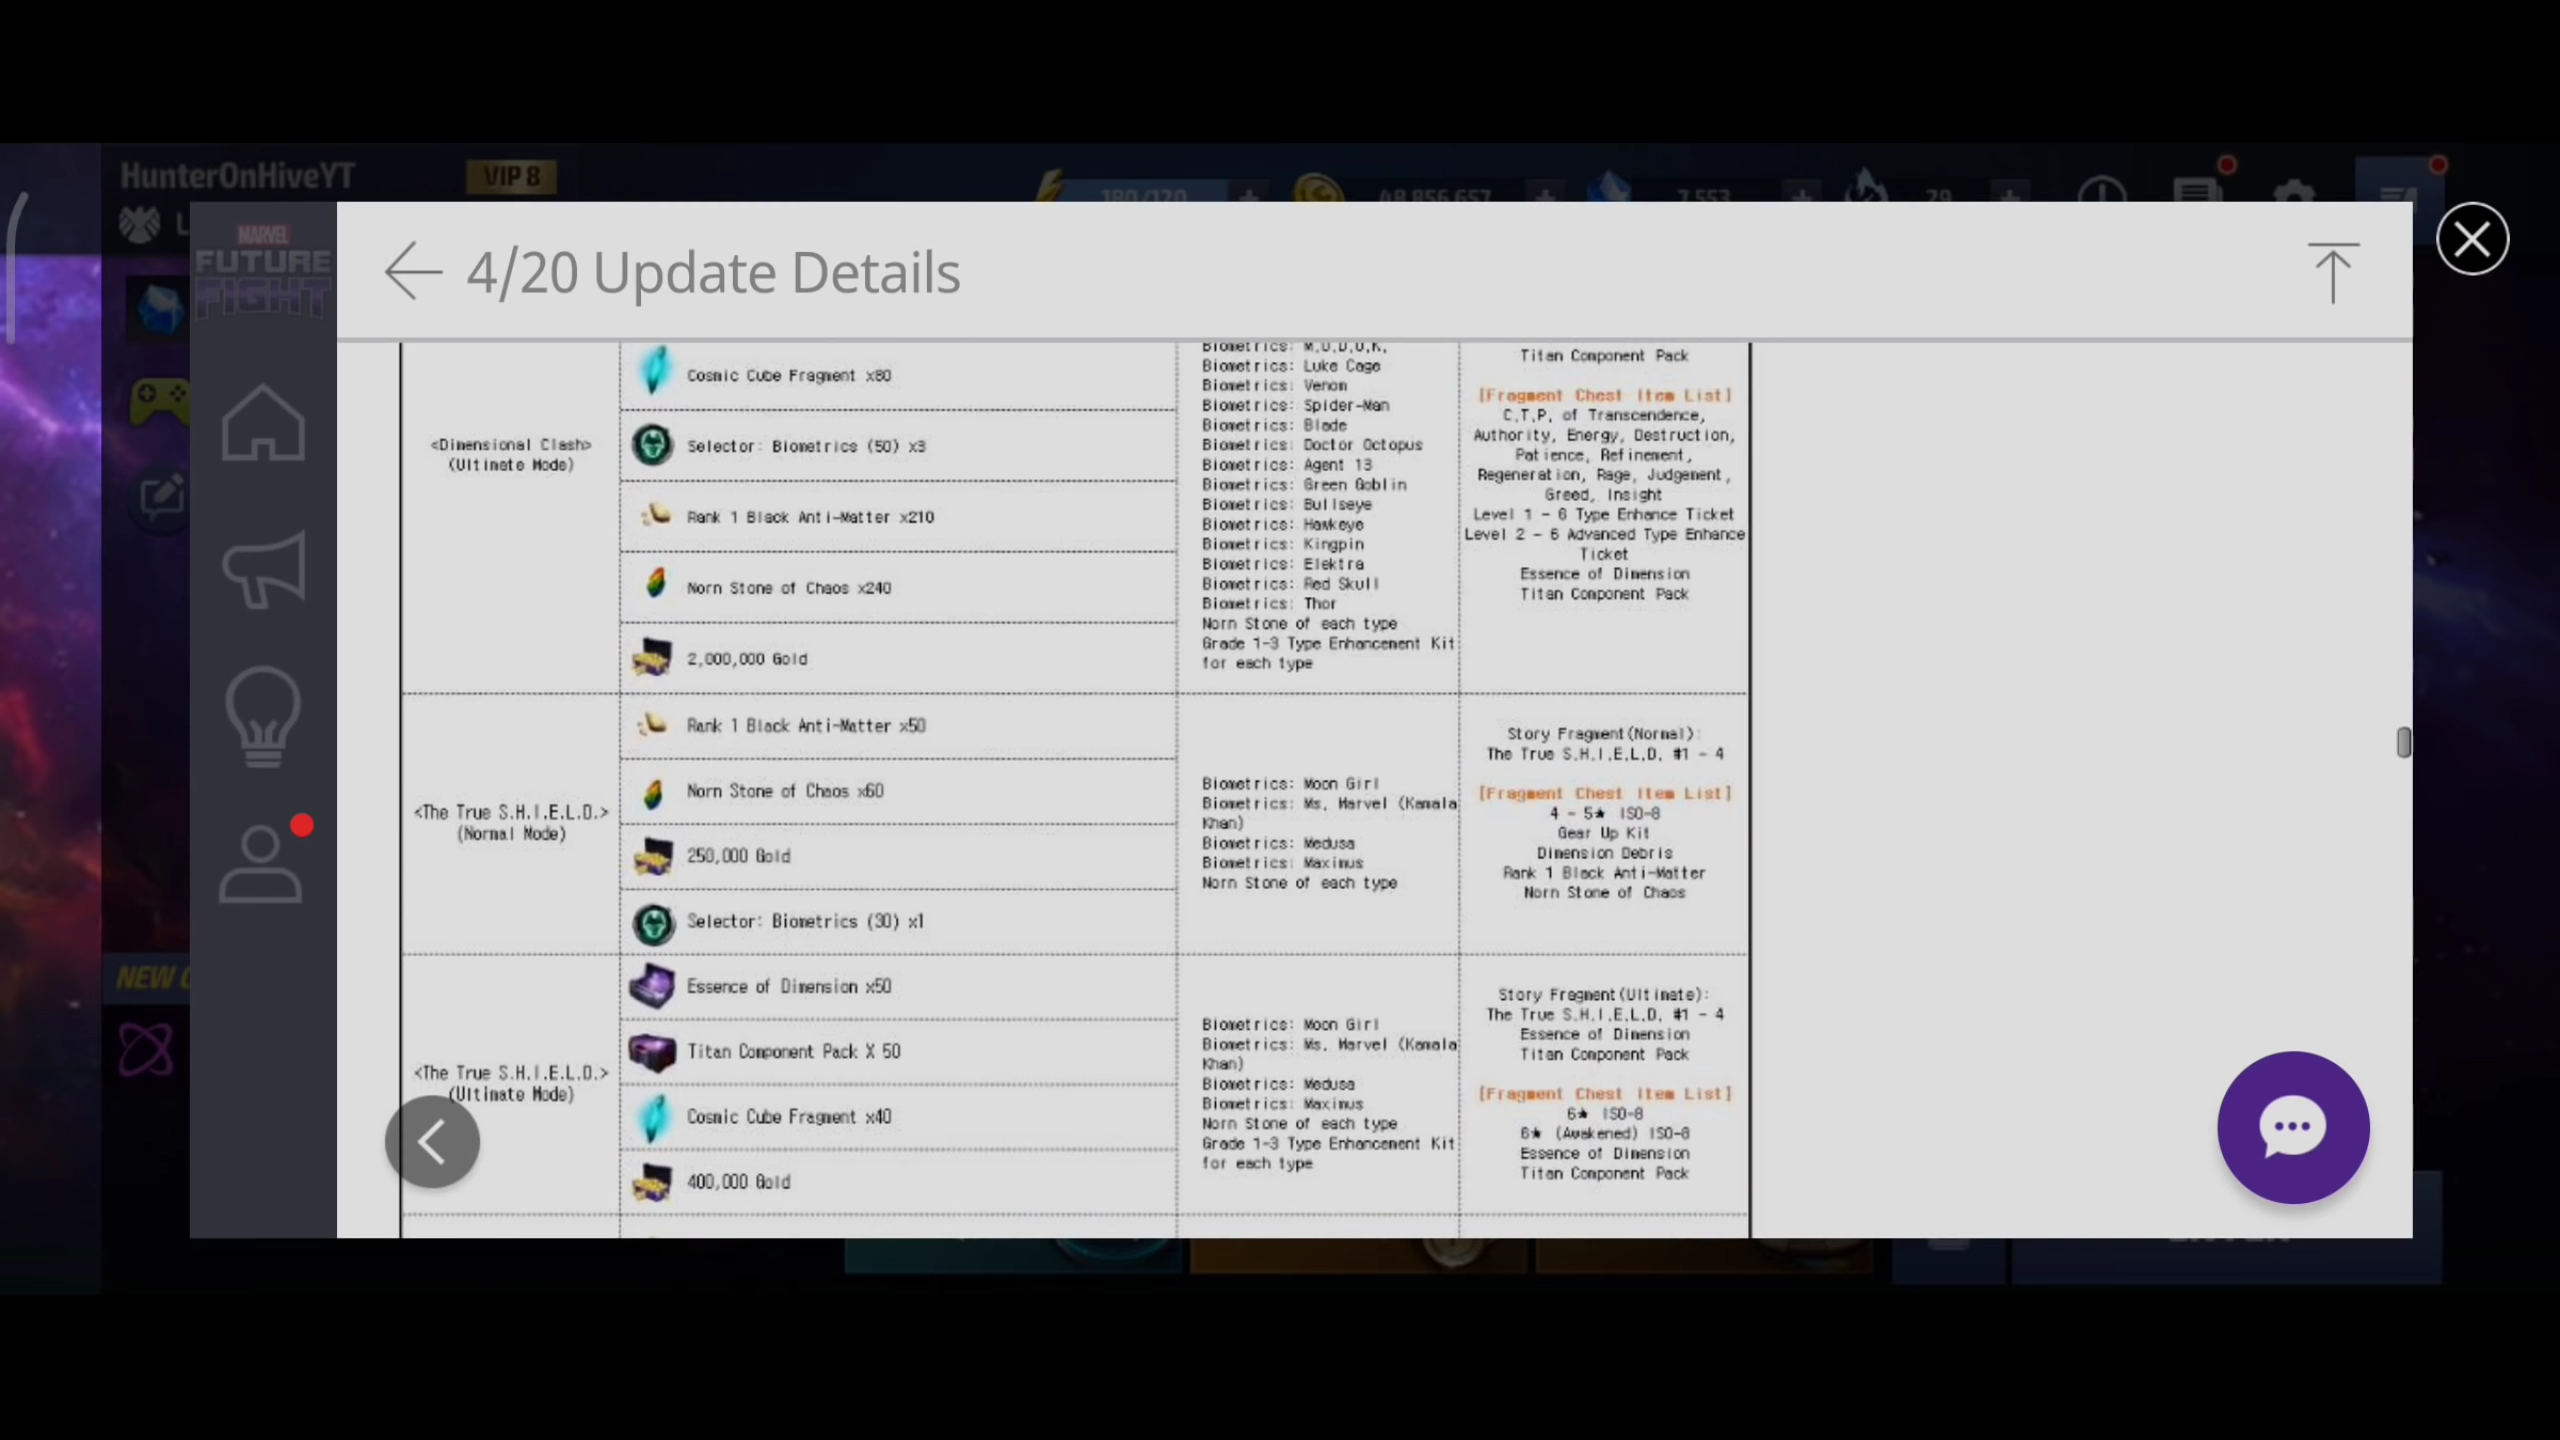 HunterOnHiveYT
VIP 8
180/120
48,856,657
7,553
29
L
MARVEL
FUTURE
FIGHT
4/20 Update Details
NEW C
<Dimensional Clash>
(Ultimate Mode)
Cosmic Cube Fragment x80
Selector: Biometrics (50) x3
Rank 1 Black Anti-Matter x210
Norn Stone of Chaos x240
2,000,000 Gold
Biometrics: M.O.D.O.K.
Biometrics: Luke Cage
Biometrics: Venom
Biometrics: Spider-Man
Biometrics: Blade
Biometrics: Doctor Octopus
Biometrics: Agent 13
Biometrics: Green Goblin
Biometrics: Bullseye
Biometrics: Hawkeye
Biometrics: Kingpin
Biometrics: Elektra
Biometrics: Red Skull
Biometrics: Thor
Norn Stone of each type
Grade 1-3 Type Enhancement Kit
for each type
Titan Component Pack
[Fragment Chest Item List]
C.T.P. of Transcendence,
Authority, Energy, Destruction,
Patience, Refinement,
Regeneration, Rage, Judgement,
Greed, Insight
Level 1 - 6 Type Enhance Ticket
Level 2 - 6 Advanced Type Enhance
Ticket
Essence of Dimension
Titan Component Pack
<The True S.H.I.E.L.D.>
(Normal Mode)
Rank 1 Black Anti-Matter x50
Norn Stone of Chaos x60
250,000 Gold
Selector: Biometrics (30) x1
Biometrics: Moon Girl
Biometrics: Ms. Marvel (Kamala
Khan)
Biometrics: Medusa
Biometrics: Maximus
Norn Stone of each type
Story Fragment(Normal):
The True S.H.I.E.L.D. #1 - 4
[Fragment Chest Item List]
4 - 5★ ISO-8
Gear Up Kit
Dimension Debris
Rank 1 Black Anti-Matter
Norn Stone of Chaos
<The True S.H.I.E.L.D.>
(Ultimate Mode)
Essence of Dimension x50
Titan Component Pack X 50
Cosmic Cube Fragment x40
400,000 Gold
Biometrics: Moon Girl
Biometrics: Ms. Marvel (Kamala
Khan)
Biometrics: Medusa
Biometrics: Maximus
Norn Stone of each type
Grade 1-3 Type Enhancement Kit
for each type
Story Fragment(Ultimate):
The True S.H.I.E.L.D. #1 - 4
Essence of Dimension
Titan Component Pack
[Fragment Chest Item List]
6★ ISO-8
6★ (Awakened) ISO-8
Essence of Dimension
Titan Component Pack